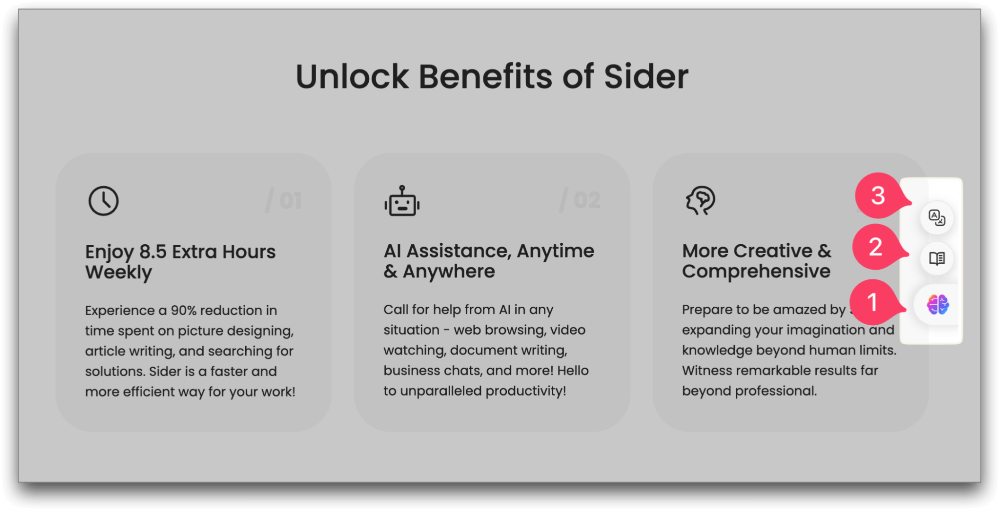 Unlock Benefits of Sider
/ 01
Enjoy 8.5 Extra Hours
Weekly
Experience a 90% reduction in
time spent on picture designing,
article writing, and searching for
solutions. Sider is a faster and
more efficient way for your work!
/ 02
AI Assistance, Anytime
& Anywhere
Call for help from AI in any
situation - web browsing, video
watching, document writing,
business chats, and more! Hello
to unparalleled productivity!
More Creative &
Comprehensive
Prepare to be amazed by
expanding your imagination and
knowledge beyond human limits.
Witness remarkable results far
beyond professional.
3
A
2
1